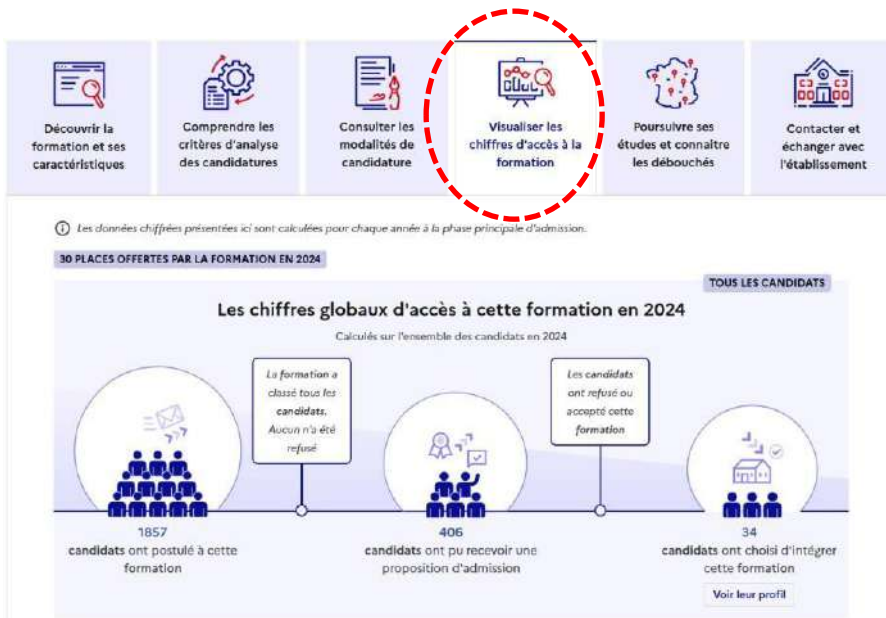 Découvrir la
formation et ses
caractéristiques
Comprendre les
critères d'analyse
des candidatures
Consulter les
modalités de
candidature
Visualiser les
chiffres d'accès à la
formation
Poursuivre ses
études et connaitre
les débouchés
Contacter et
échanger avec
l'établissement
Les données chiffrées présentées ici sont calculées pour chaque année à la phase principale d'admission.
30 PLACES OFFERTES PAR LA FORMATION EN 2024
TOUS LES CANDIDATS
Les chiffres globaux d'accès à cette formation en 2024
Calculés sur l'ensemble des candidats en 2024
La formation a
classé tous les
candidats.
Aucun n'a été
refusé
Les candidats
ont refusé ou
accepté cette
formation
1857
candidats ont postulé à cette
formation
406
candidats ont pu recevoir une
proposition d'admission
34
candidats ont choisi d'intégrer
cette formation
Voir leur profil